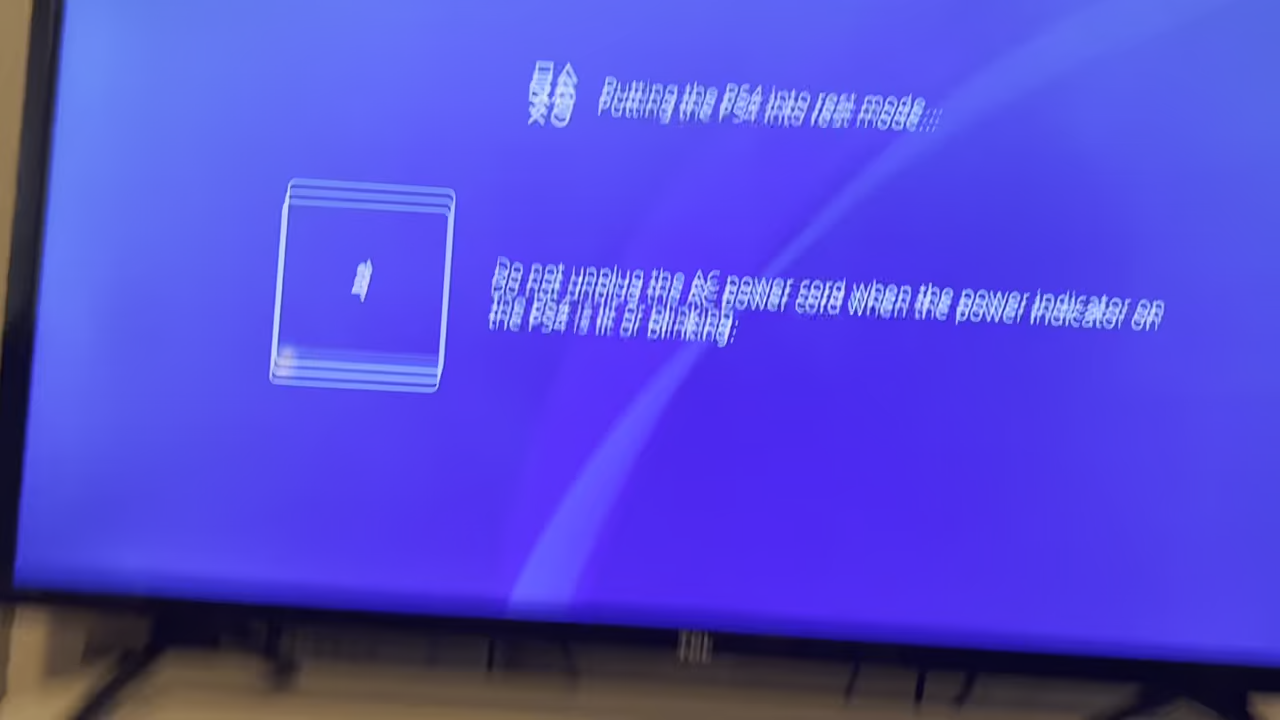 Putting the PS4 into rest mode...
Do not unplug the AC power cord when the power indicator on
the PS4 is lit or blinking.